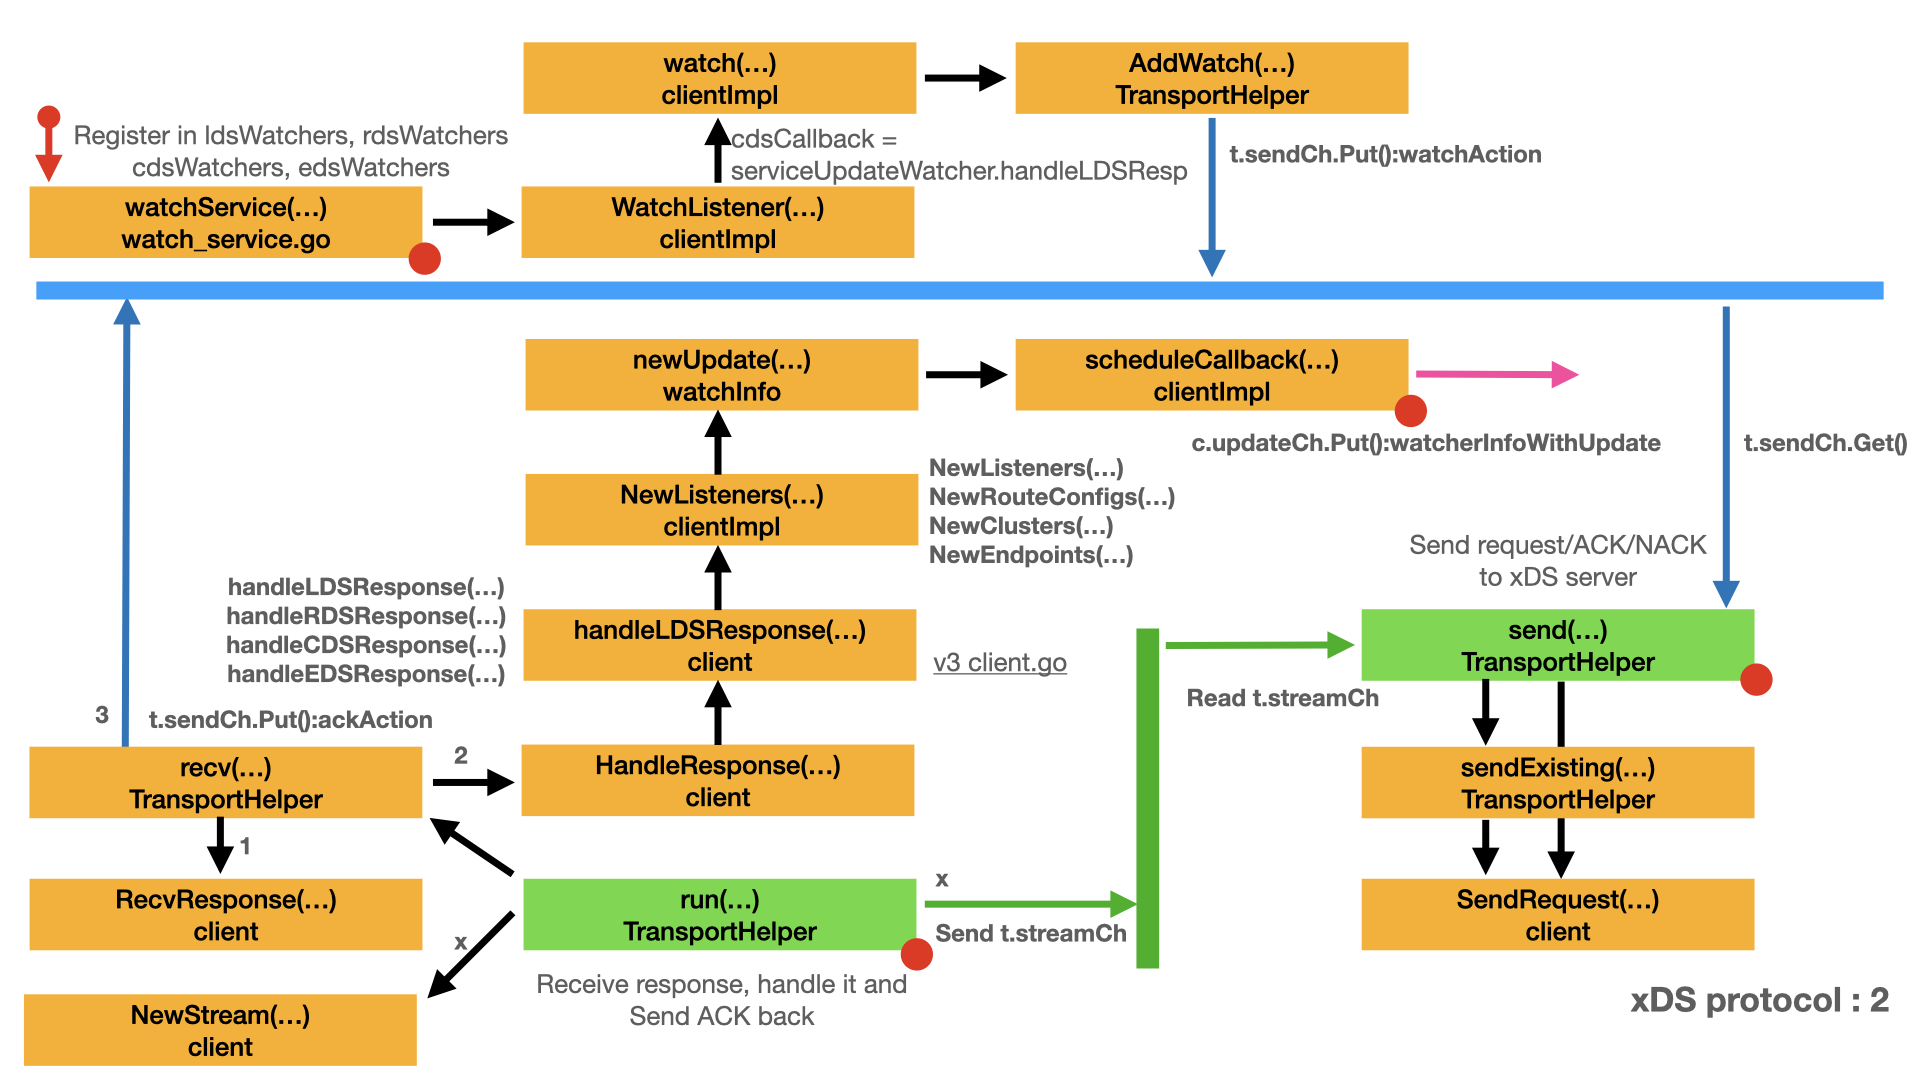 watch(...)
clientImpl
AddWatch(...)
TransportHelper
Register in ldsWatchers, rdsWatchers
cdsWatchers, edsWatchers
cdsCallback =
serviceUpdateWatcher.handleLDSResp
t.sendCh.Put():watchAction
watchService(...)
watch_service.go
WatchListener(...)
clientImpl
newUpdate(...)
watchInfo
scheduleCallback(...)
clientImpl
c.updateCh.Put():watcherInfoWithUpdate
t.sendCh.Get()
NewListeners(...)
clientImpl
NewListeners(...)
NewRouteConfigs(...)
NewClusters(...)
NewEndpoints(...)
Send request/ACK/NACK
to xDS server
handleLDSResponse(...)
handleRDSResponse(...)
handleCDSResponse(...)
handleEDSResponse(...)
handleLDSResponse(...)
client
v3 client.go
send(...)
TransportHelper
Read t.streamCh
3
t.sendCh.Put():ackAction
recv(...)
TransportHelper
2
HandleResponse(...)
client
sendExisting(...)
TransportHelper
1
RecvResponse(...)
client
run(...)
TransportHelper
x
Send t.streamCh
SendRequest(...)
client
x
Receive response, handle it and
Send ACK back
NewStream(...)
client
xDS protocol : 2